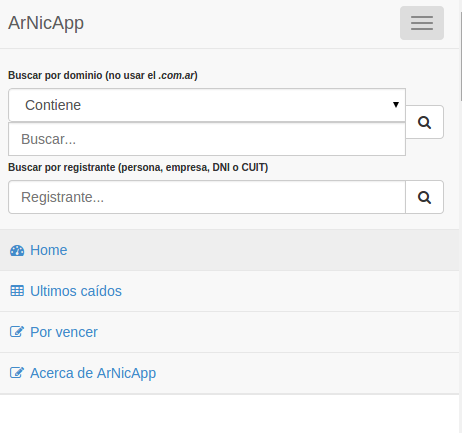 ArNicApp
Buscar por dominio (no usar el .com.ar)
Contiene
Buscar...
Buscar por registrante (persona, empresa, DNI o CUIT)
Registrante...
Home
Ultimos caídos
Por vencer
Acerca de ArNicApp